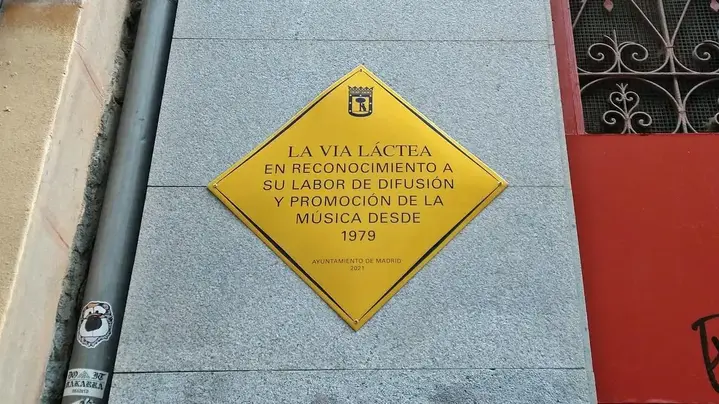 LA VIA LÁCTEA
EN RECONOCIMIENTO A
SU LABOR DE DIFUSIÓN
Y PROMOCIÓN DE LA
MÚSICA DESDE
1979
AYUNTAMIENTO DE MADRID
2021